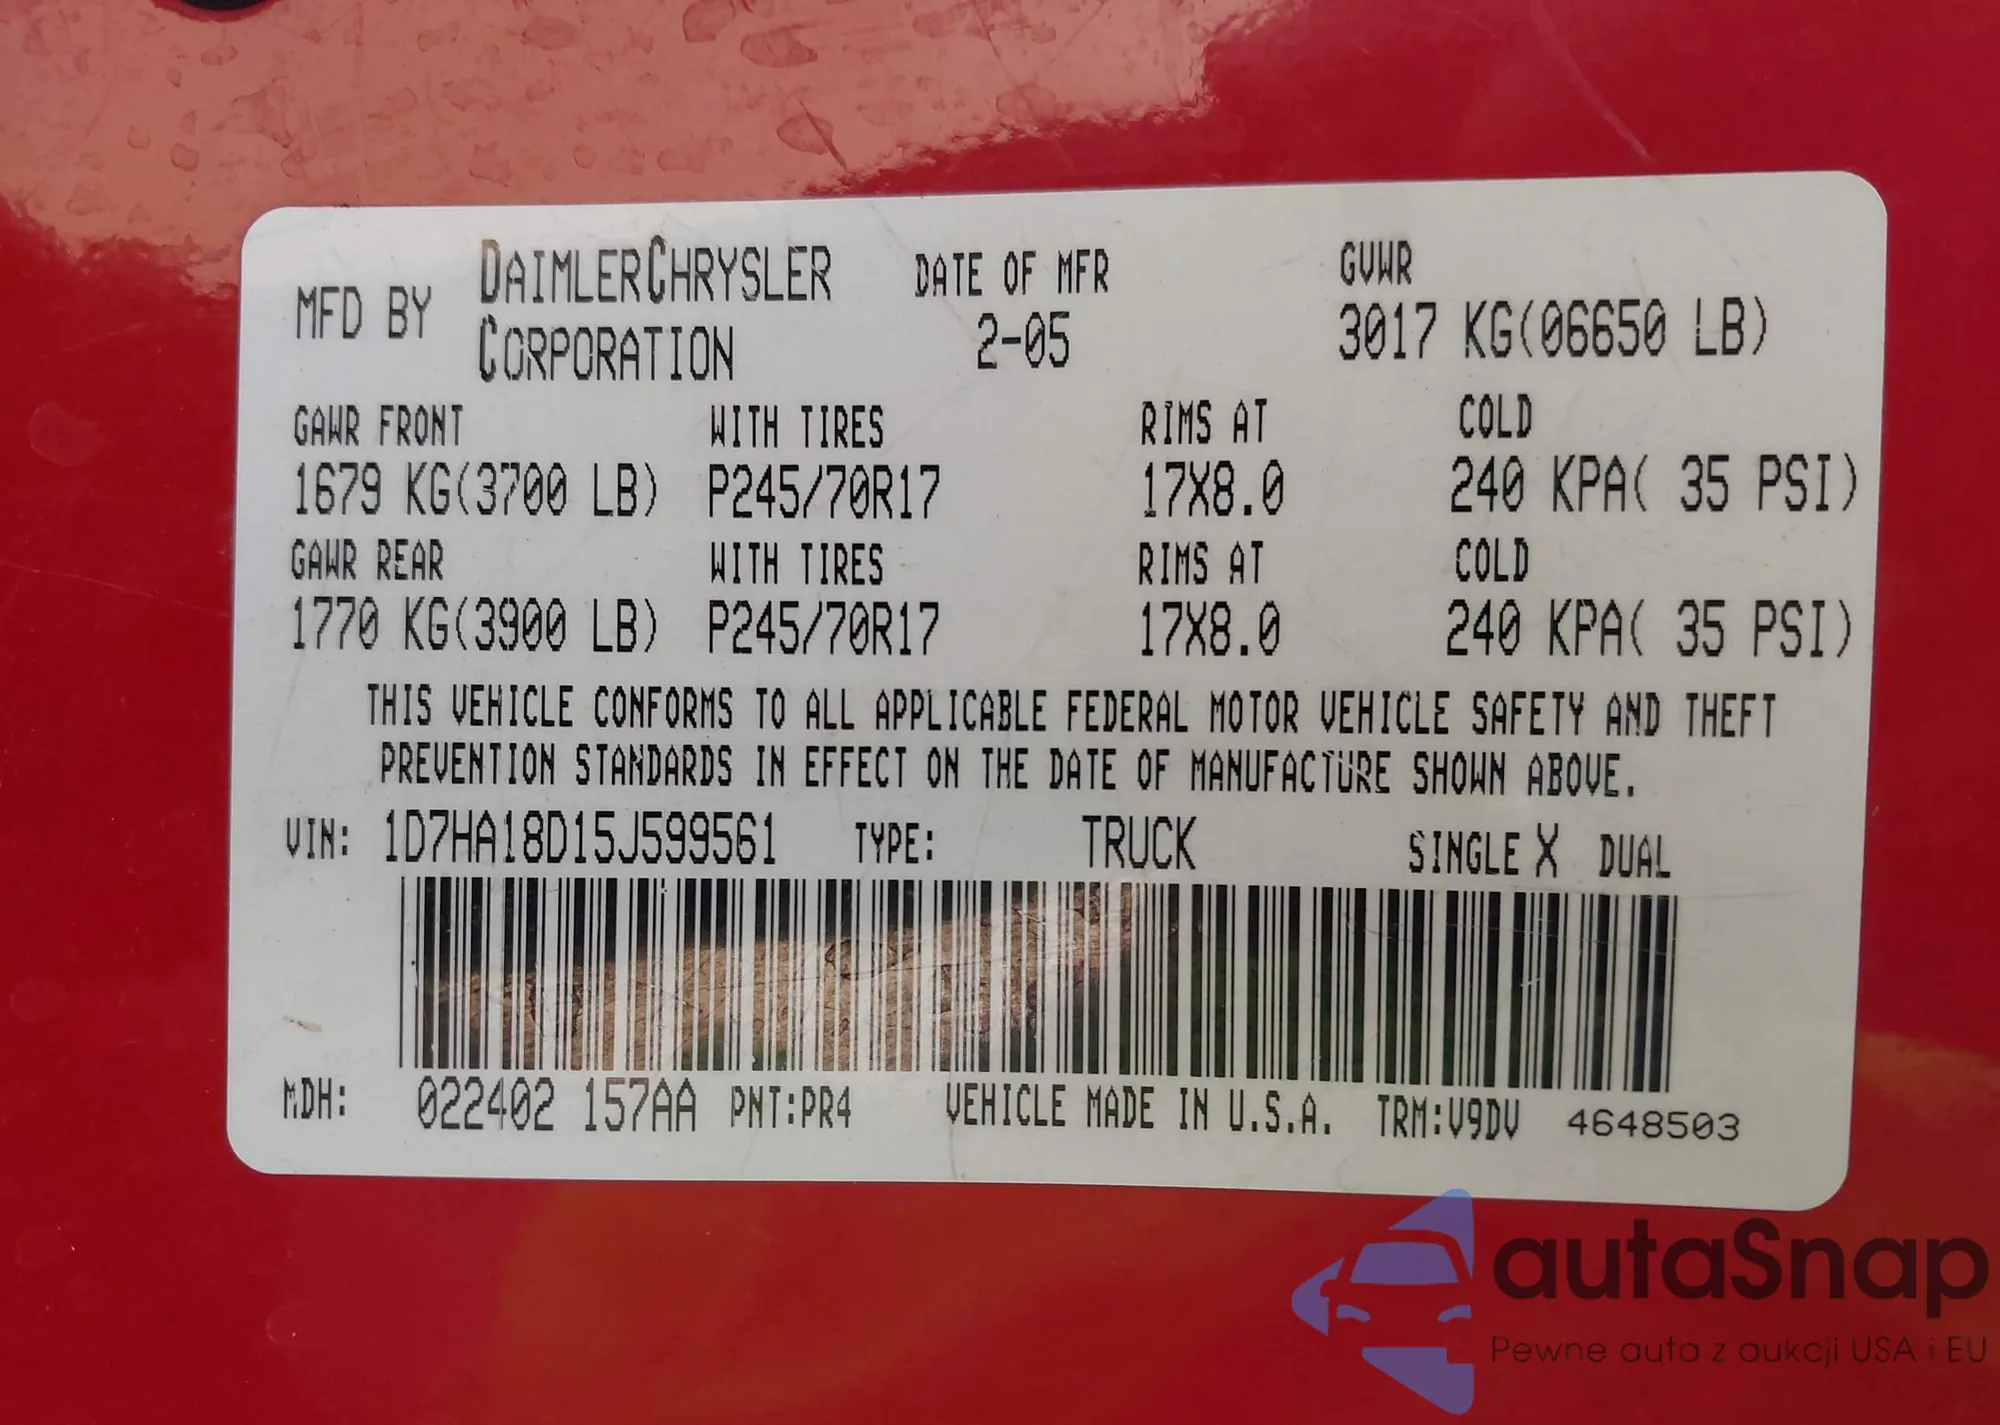 MFD BY DAIMLERCHRYSLER CORPORATION DATE OF MFR 2-05 GVWR 3017 KG(06650 LB)
GAWR FRONT WITH TIRES RIMS AT COLD
1679 KG(3700 LB) P245/70R17 17X8.0 240 KPA( 35 PSI)
GAWR REAR WITH TIRES RIMS AT COLD
1770 KG(3900 LB) P245/70R17 17X8.0 240 KPA( 35 PSI)
THIS VEHICLE CONFORMS TO ALL APPLICABLE FEDERAL MOTOR VEHICLE SAFETY AND THEFT
PREVENTION STANDARDS IN EFFECT ON THE DATE OF MANUFACTURE SHOWN ABOVE.
VIN: 1D7HA18D15J599561 TYPE: TRUCK SINGLE X DUAL
MDH: 022402 157AA PNT:PR4 VEHICLE MADE IN U.S.A. TRM:V9DV 4648503
autaSnap
Pewne auta z aukcji USA i EU